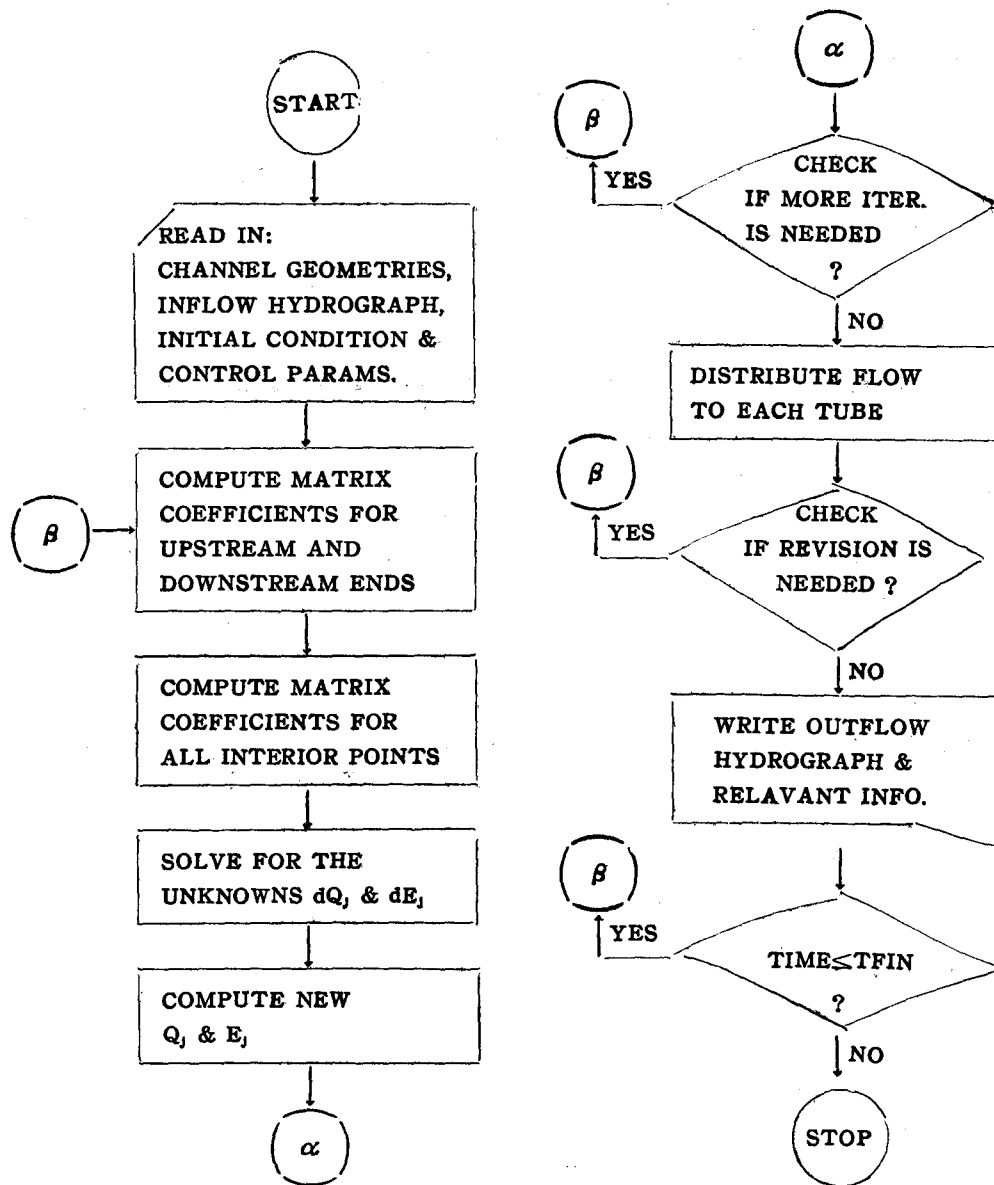 START
READ IN:
CHANNEL GEOMETRIES,
INFLOW HYDROGRAPH,
INITIAL CONDITION &
CONTROL PARAMS.
β
COMPUTE MATRIX
COEFFICIENTS FOR
UPSTREAM AND
DOWNSTREAM ENDS
COMPUTE MATRIX
COEFFICIENTS FOR
ALL INTERIOR POINTS
SOLVE FOR THE
UNKNOWNS dQⱼ & dEⱼ
COMPUTE NEW
Qⱼ & Eⱼ
α
α
β
YES
CHECK
IF MORE ITER.
IS NEEDED
?
NO
DISTRIBUTE FLOW
TO EACH TUBE
β
YES
CHECK
IF REVISION IS
NEEDED ?
NO
WRITE OUTFLOW
HYDROGRAPH &
RELAVANT INFO.
β
YES
TIME≤TFIN
?
NO
STOP